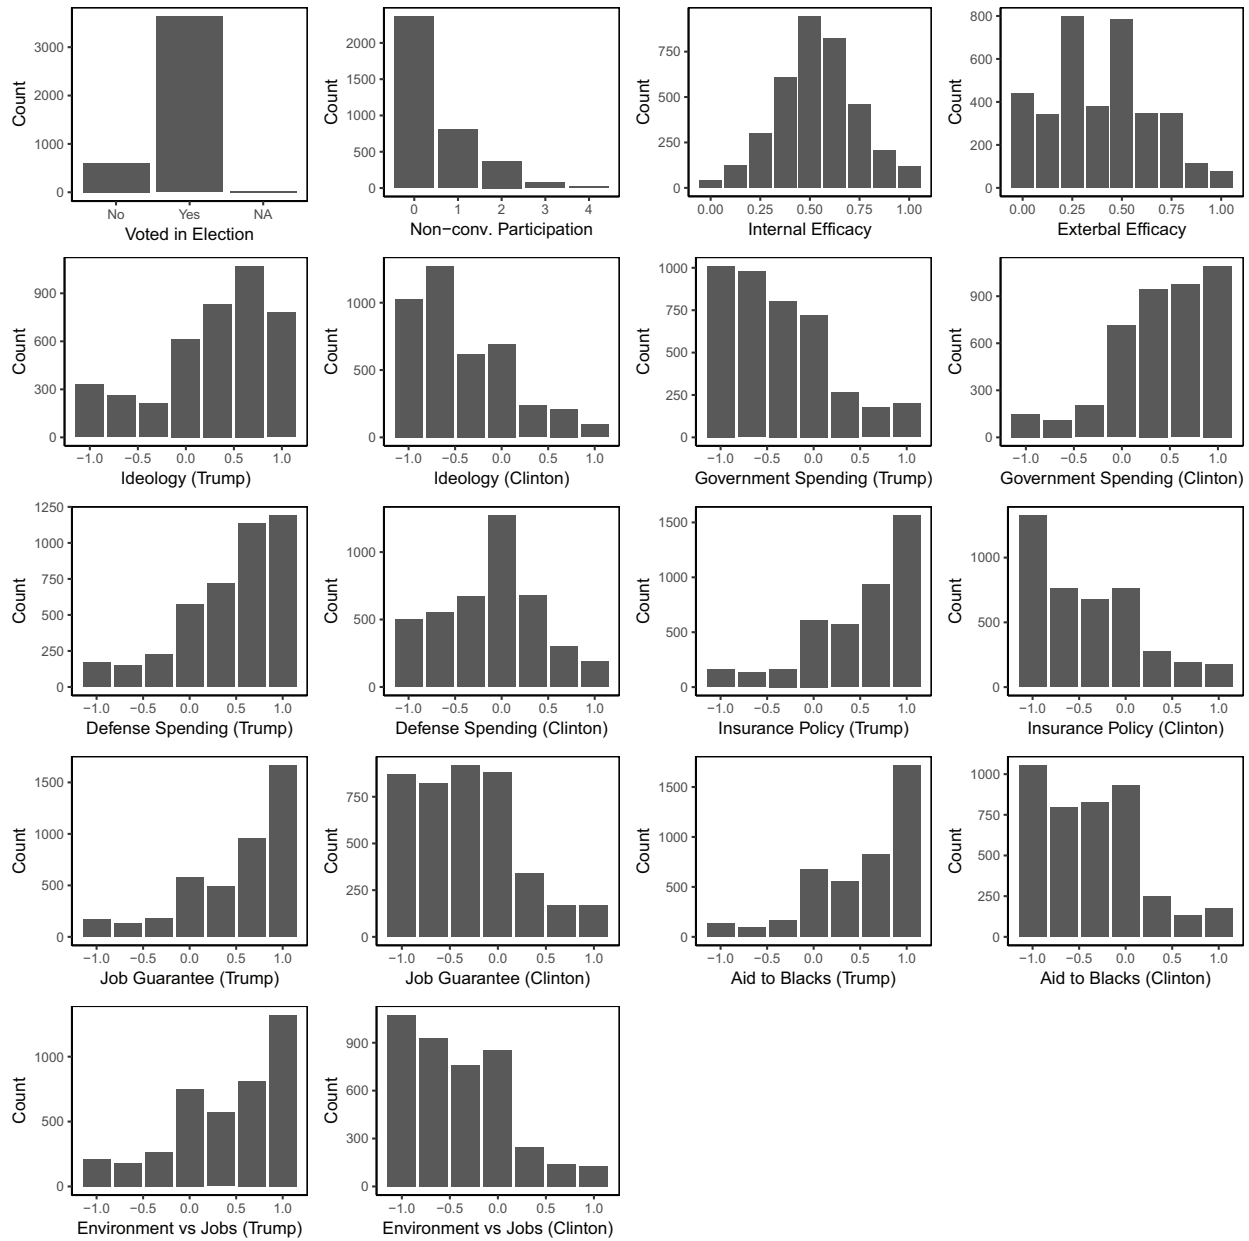 Count
3000
2000
1000
0
No Yes NA
Voted in Election
Count
2000
1500
1000
500
0
0 1 2 3 4
Non−conv. Participation
Count
750
500
250
0
0.00 0.25 0.50 0.75 1.00
Internal Efficacy
Count
800
600
400
200
0
0.00 0.25 0.50 0.75 1.00
Exterbal Efficacy
Count
900
600
300
0
−1.0 −0.5 0.0 0.5 1.0
Ideology (Trump)
Count
1000
500
0
−1.0 −0.5 0.0 0.5 1.0
Ideology (Clinton)
Count
1000
750
500
250
0
−1.0 −0.5 0.0 0.5 1.0
Government Spending (Trump)
Count
900
600
300
0
−1.0 −0.5 0.0 0.5 1.0
Government Spending (Clinton)
Count
1250
1000
750
500
250
0
−1.0 −0.5 0.0 0.5 1.0
Defense Spending (Trump)
Count
1000
500
0
−1.0 −0.5 0.0 0.5 1.0
Defense Spending (Clinton)
Count
1500
1000
500
0
−1.0 −0.5 0.0 0.5 1.0
Insurance Policy (Trump)
Count
1000
500
0
−1.0 −0.5 0.0 0.5 1.0
Insurance Policy (Clinton)
Count
1500
1000
500
0
−1.0 −0.5 0.0 0.5 1.0
Job Guarantee (Trump)
Count
750
500
250
0
−1.0 −0.5 0.0 0.5 1.0
Job Guarantee (Clinton)
Count
1500
1000
500
0
−1.0 −0.5 0.0 0.5 1.0
Aid to Blacks (Trump)
Count
1000
750
500
250
0
−1.0 −0.5 0.0 0.5 1.0
Aid to Blacks (Clinton)
Count
1000
500
0
−1.0 −0.5 0.0 0.5 1.0
Environment vs Jobs (Trump)
Count
900
600
300
0
−1.0 −0.5 0.0 0.5 1.0
Environment vs Jobs (Clinton)